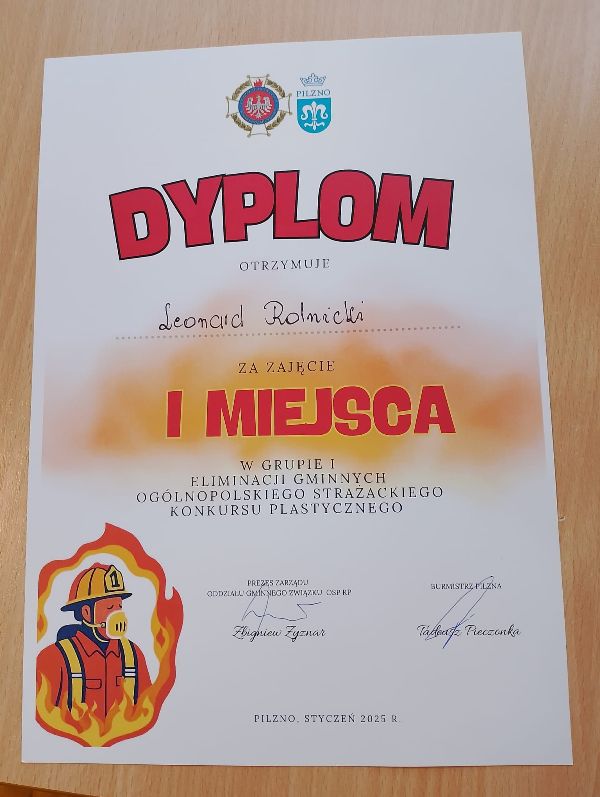 PILZNO
DYPLOM
OTRZYMUJE
Leonard Rolnicki
ZA ZAJĘCIE
I MIEJSCA
W GRUPIE I
ELIMINACJI GMINNYCH
OGÓLNOPOLSKIEGO STRAŻACKIEGO
KONKURSU PLASTYCZNEGO
1
PREZES ZARZĄDU
ODDZIAŁU GMINNEGO ZWIĄZKU OSP RP
Zbigniew Zyznar
BURMISTRZ PILZNA
Tadeusz Pieczonka
PILZNO, STYCZEŃ 2025 R.